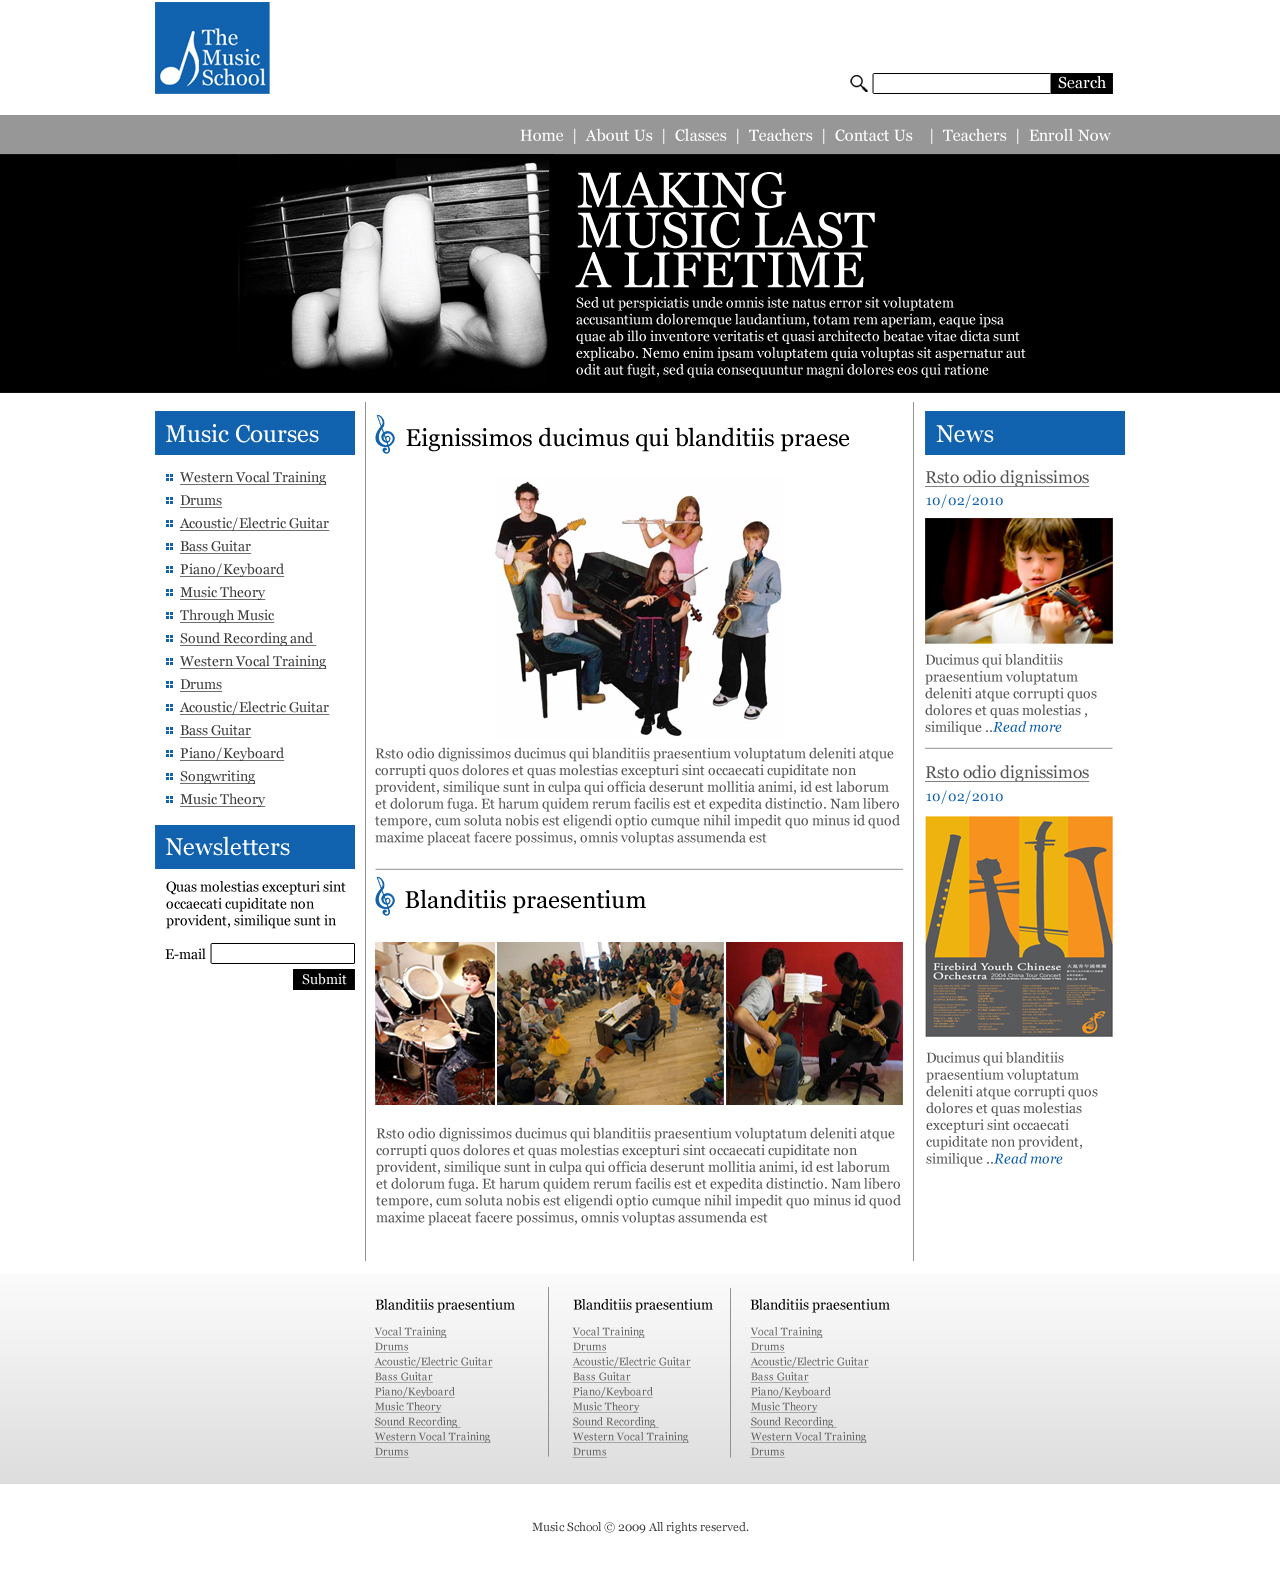 The
Music
School
Search
Home | About Us | Classes | Teachers | Contact Us | Teachers | Enroll Now
MAKING
MUSIC LAST
A LIFETIME
Sed ut perspiciatis unde omnis iste natus error sit voluptatem
accusantium doloremque laudantium, totam rem aperiam, eaque ipsa
quae ab illo inventore veritatis et quasi architecto beatae vitae dicta sunt
explicabo. Nemo enim ipsam voluptatem quia voluptas sit aspernatur aut
odit aut fugit, sed quia consequuntur magni dolores eos qui ratione
Music Courses
Western Vocal Training
Drums
Acoustic/Electric Guitar
Bass Guitar
Piano/Keyboard
Music Theory
Through Music
Sound Recording and
Western Vocal Training
Drums
Acoustic/Electric Guitar
Bass Guitar
Piano/Keyboard
Songwriting
Music Theory
Newsletters
Quas molestias excepturi sint
occaecati cupiditate non
provident, similique sunt in
E-mail
Submit
Eignissimos ducimus qui blanditiis praese
Rsto odio dignissimos ducimus qui blanditiis praesentium voluptatum deleniti atque
corrupti quos dolores et quas molestias excepturi sint occaecati cupiditate non
provident, similique sunt in culpa qui officia deserunt mollitia animi, id est laborum
et dolorum fuga. Et harum quidem rerum facilis est et expedita distinctio. Nam libero
tempore, cum soluta nobis est eligendi optio cumque nihil impedit quo minus id quod
maxime placeat facere possimus, omnis voluptas assumenda est
Blanditiis praesentium
Rsto odio dignissimos ducimus qui blanditiis praesentium voluptatum deleniti atque
corrupti quos dolores et quas molestias excepturi sint occaecati cupiditate non
provident, similique sunt in culpa qui officia deserunt mollitia animi, id est laborum
et dolorum fuga. Et harum quidem rerum facilis est et expedita distinctio. Nam libero
tempore, cum soluta nobis est eligendi optio cumque nihil impedit quo minus id quod
maxime placeat facere possimus, omnis voluptas assumenda est
News
Rsto odio dignissimos
10/02/2010
Ducimus qui blanditiis
praesentium voluptatum
deleniti atque corrupti quos
dolores et quas molestias ,
similique ..Read more
Rsto odio dignissimos
10/02/2010
Firebird Youth Chinese
Orchestra 2004 China Tour Concert
Ducimus qui blanditiis
praesentium voluptatum
deleniti atque corrupti quos
dolores et quas molestias
excepturi sint occaecati
cupiditate non provident,
similique ..Read more
Blanditiis praesentium
Vocal Training
Drums
Acoustic/Electric Guitar
Bass Guitar
Piano/Keyboard
Music Theory
Sound Recording
Western Vocal Training
Drums
Blanditiis praesentium
Vocal Training
Drums
Acoustic/Electric Guitar
Bass Guitar
Piano/Keyboard
Music Theory
Sound Recording
Western Vocal Training
Drums
Blanditiis praesentium
Vocal Training
Drums
Acoustic/Electric Guitar
Bass Guitar
Piano/Keyboard
Music Theory
Sound Recording
Western Vocal Training
Drums
Music School © 2009 All rights reserved.